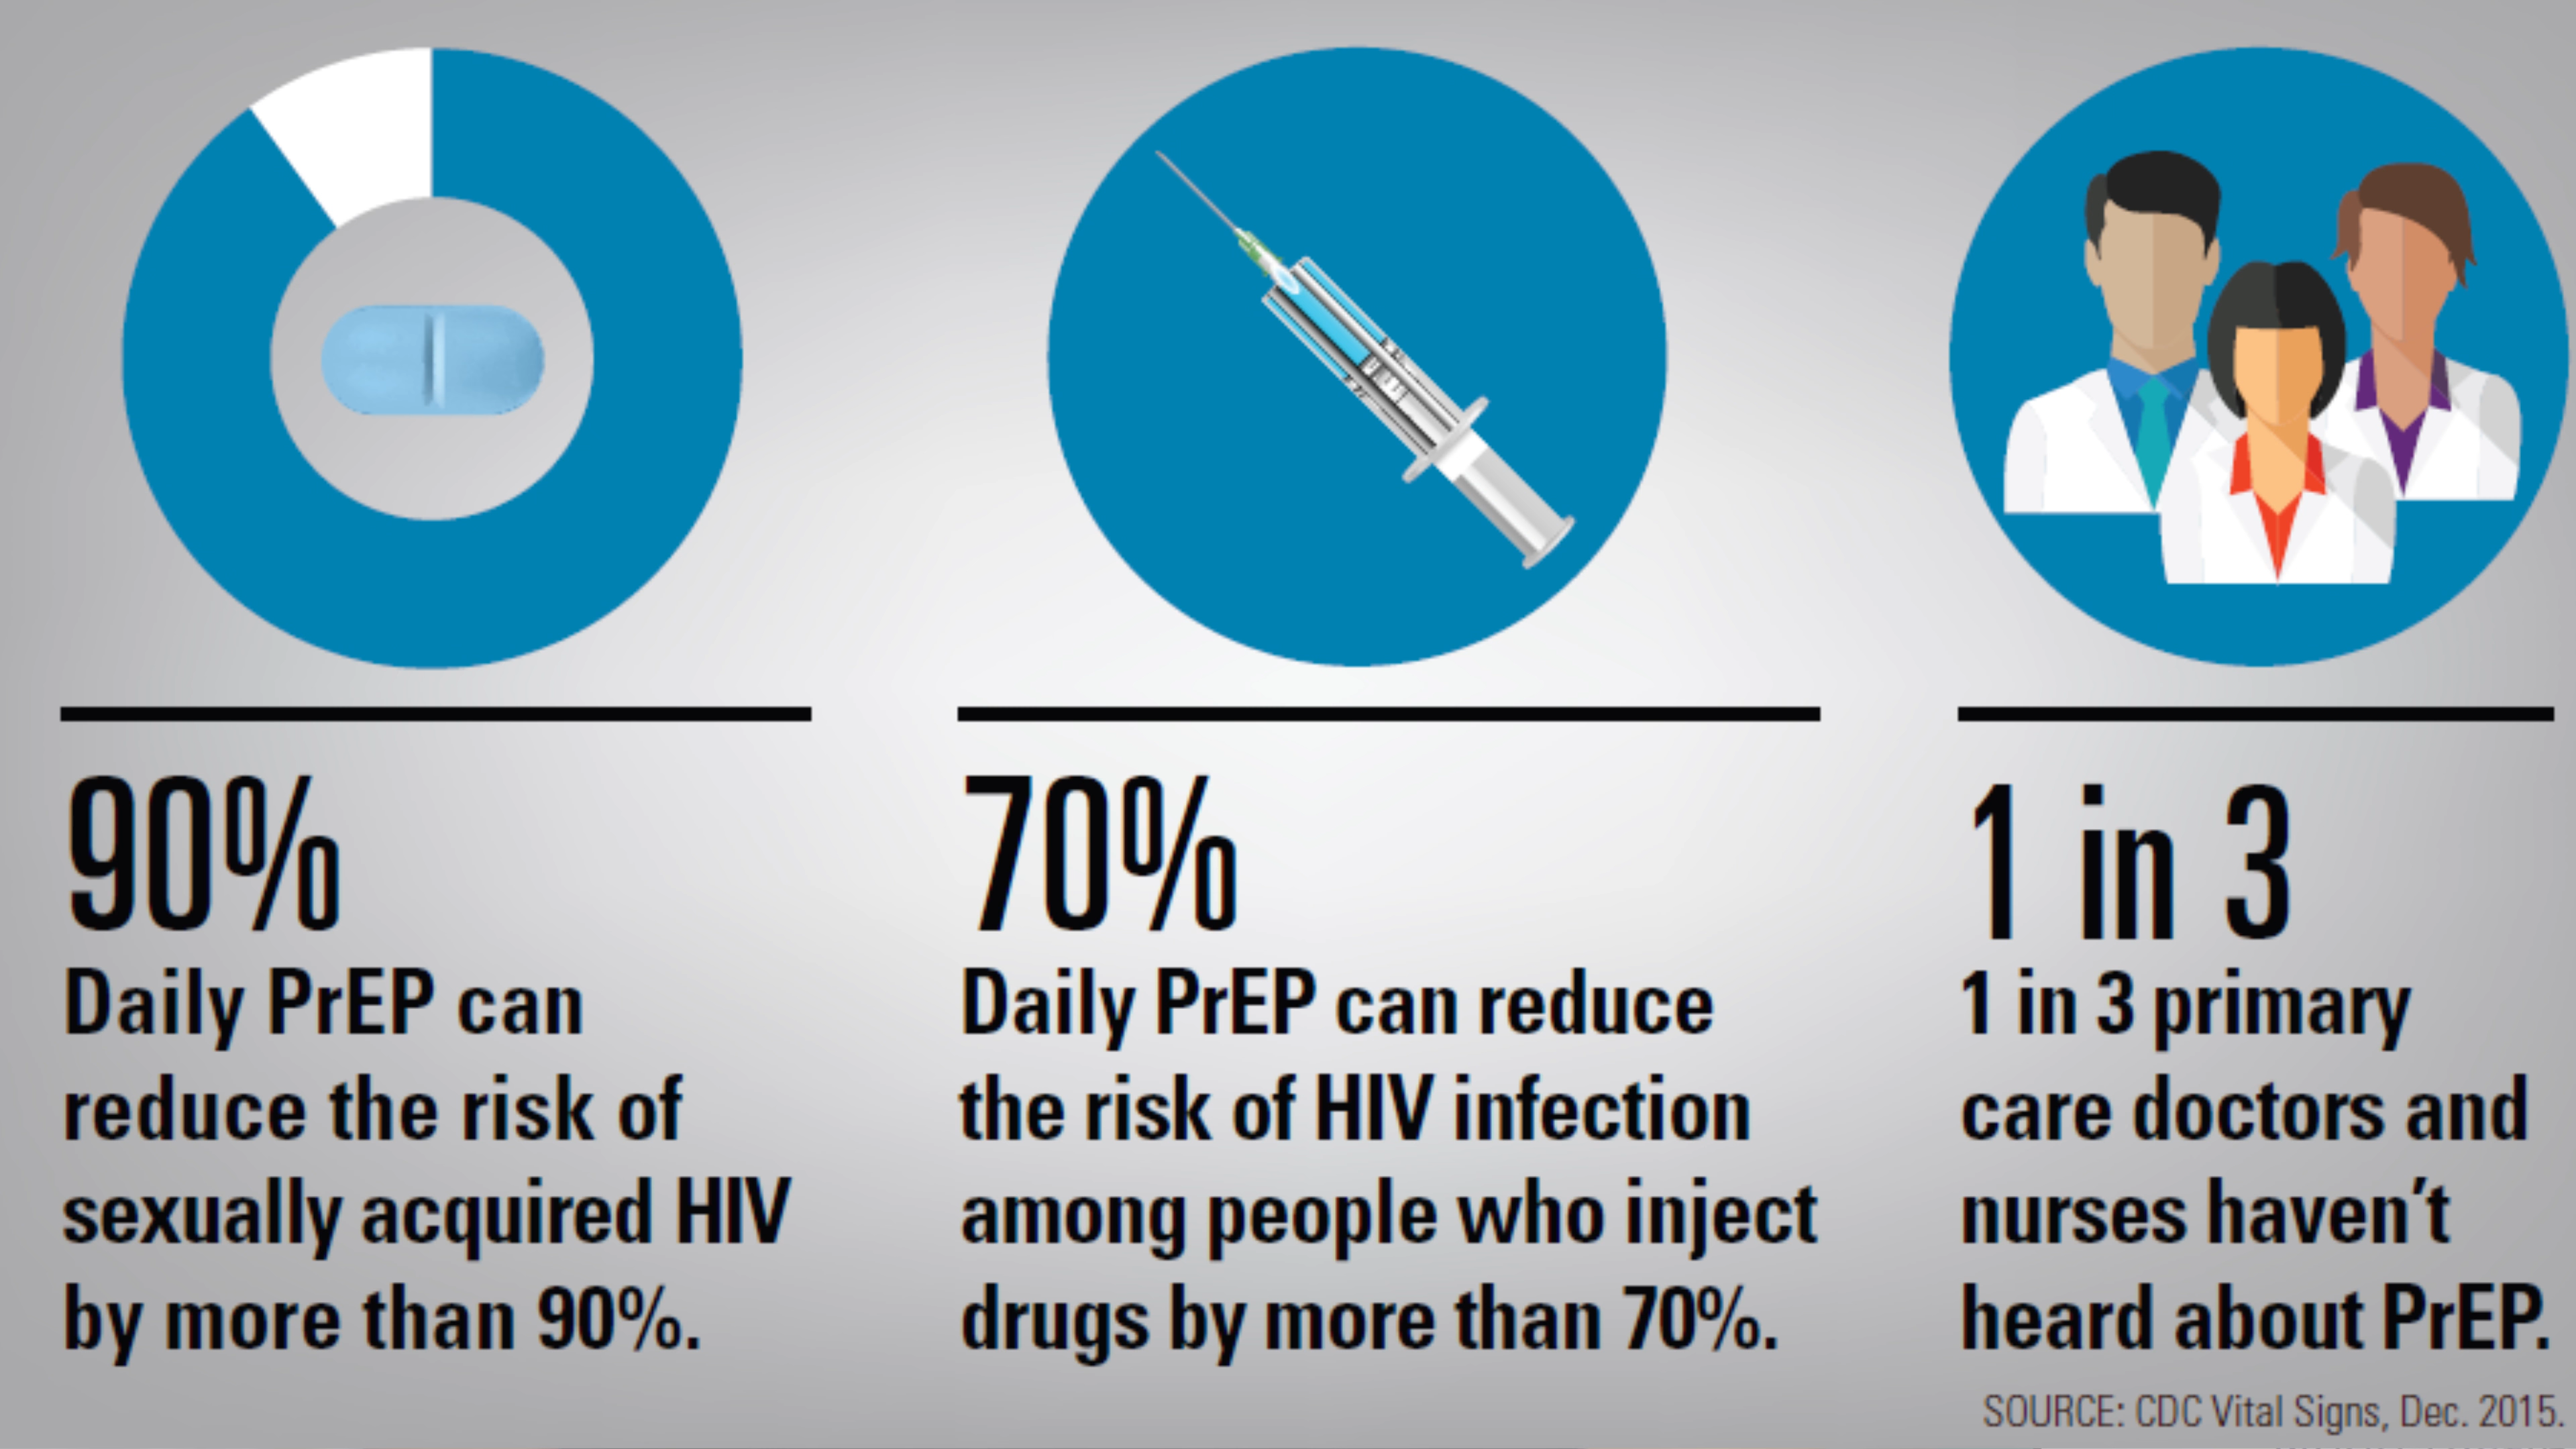 90%
Daily PrEP can
reduce the risk of
sexually acquired HIV
by more than 90%.
70%
Daily PrEP can reduce
the risk of HIV infection
among people who inject
drugs by more than 70%.
1 in 3
1 in 3 primary
care doctors and
nurses haven't
heard about PrEP.
SOURCE: CDC Vital Signs, Dec. 2015.